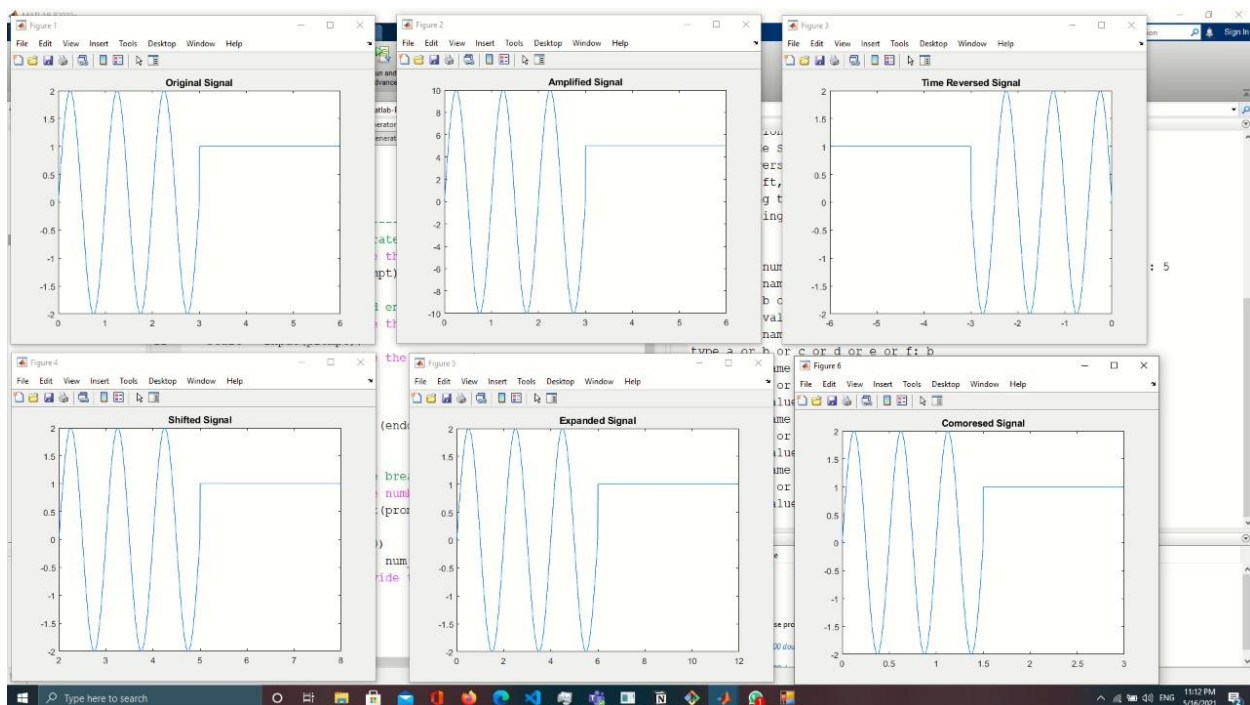 Figure 1
File Edit View Insert Tools Desktop Window Help
Original Signal
2
1.5
1
0.5
0
-0.5
-1
-1.5
-2
0 1 2 3 4 5 6
Figure 2
File Edit View Insert Tools Desktop Window Help
Amplified Signal
10
8
6
4
2
0
-2
-4
-6
-8
-10
0 1 2 3 4 5 6
Figure 3
File Edit View Insert Tools Desktop Window Help
Time Reversed Signal
2
1.5
1
0.5
0
-0.5
-1
-1.5
-2
-6 -5 -4 -3 -2 -1 0
Sign In
: 5
type a or b or c or d or e or f: b
Figure 4
File Edit View Insert Tools Desktop Window Help
Shifted Signal
2
1.5
1
0.5
0
-0.5
-1
-1.5
-2
2 3 4 5 6 7 8
Figure 5
File Edit View Insert Tools Desktop Window Help
Expanded Signal
2
1.5
1
0.5
0
-0.5
-1
-1.5
-2
0 2 4 6 8 10 12
Figure 6
File Edit View Insert Tools Desktop Window Help
Comoresed Signal
2
1.5
1
0.5
0
-0.5
-1
-1.5
-2
0 0.5 1 1.5 2 2.5 3
Type here to search
ENG
11:12 PM
5/16/2021